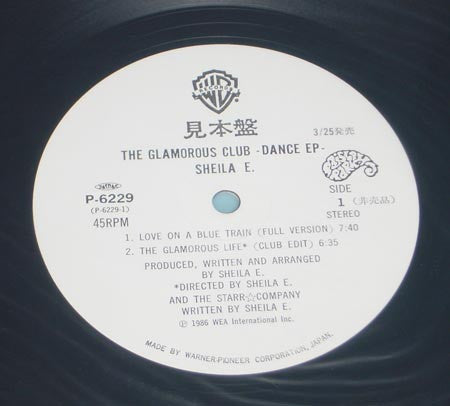 WB
RECORDS
見本盤
3/25発売
THE GLAMOROUS CLUB -DANCE EP-
SHEILA E.
P-6229
(P-6229-1)
45RPM
SIDE
1 (非売品)
STEREO
1. LOVE ON A BLUE TRAIN (FULL VERSION) 7:40
2. THE GLAMOROUS LIFE* (CLUB EDIT) 6:35
PRODUCED, WRITTEN AND ARRANGED
BY SHEILA E.
*DIRECTED BY SHEILA E.
AND THE STARR☆COMPANY
WRITTEN BY SHEILA E.
Ⓟ 1986 WEA International Inc.
MADE BY WARNER-PIONEER CORPORATION, JAPAN.